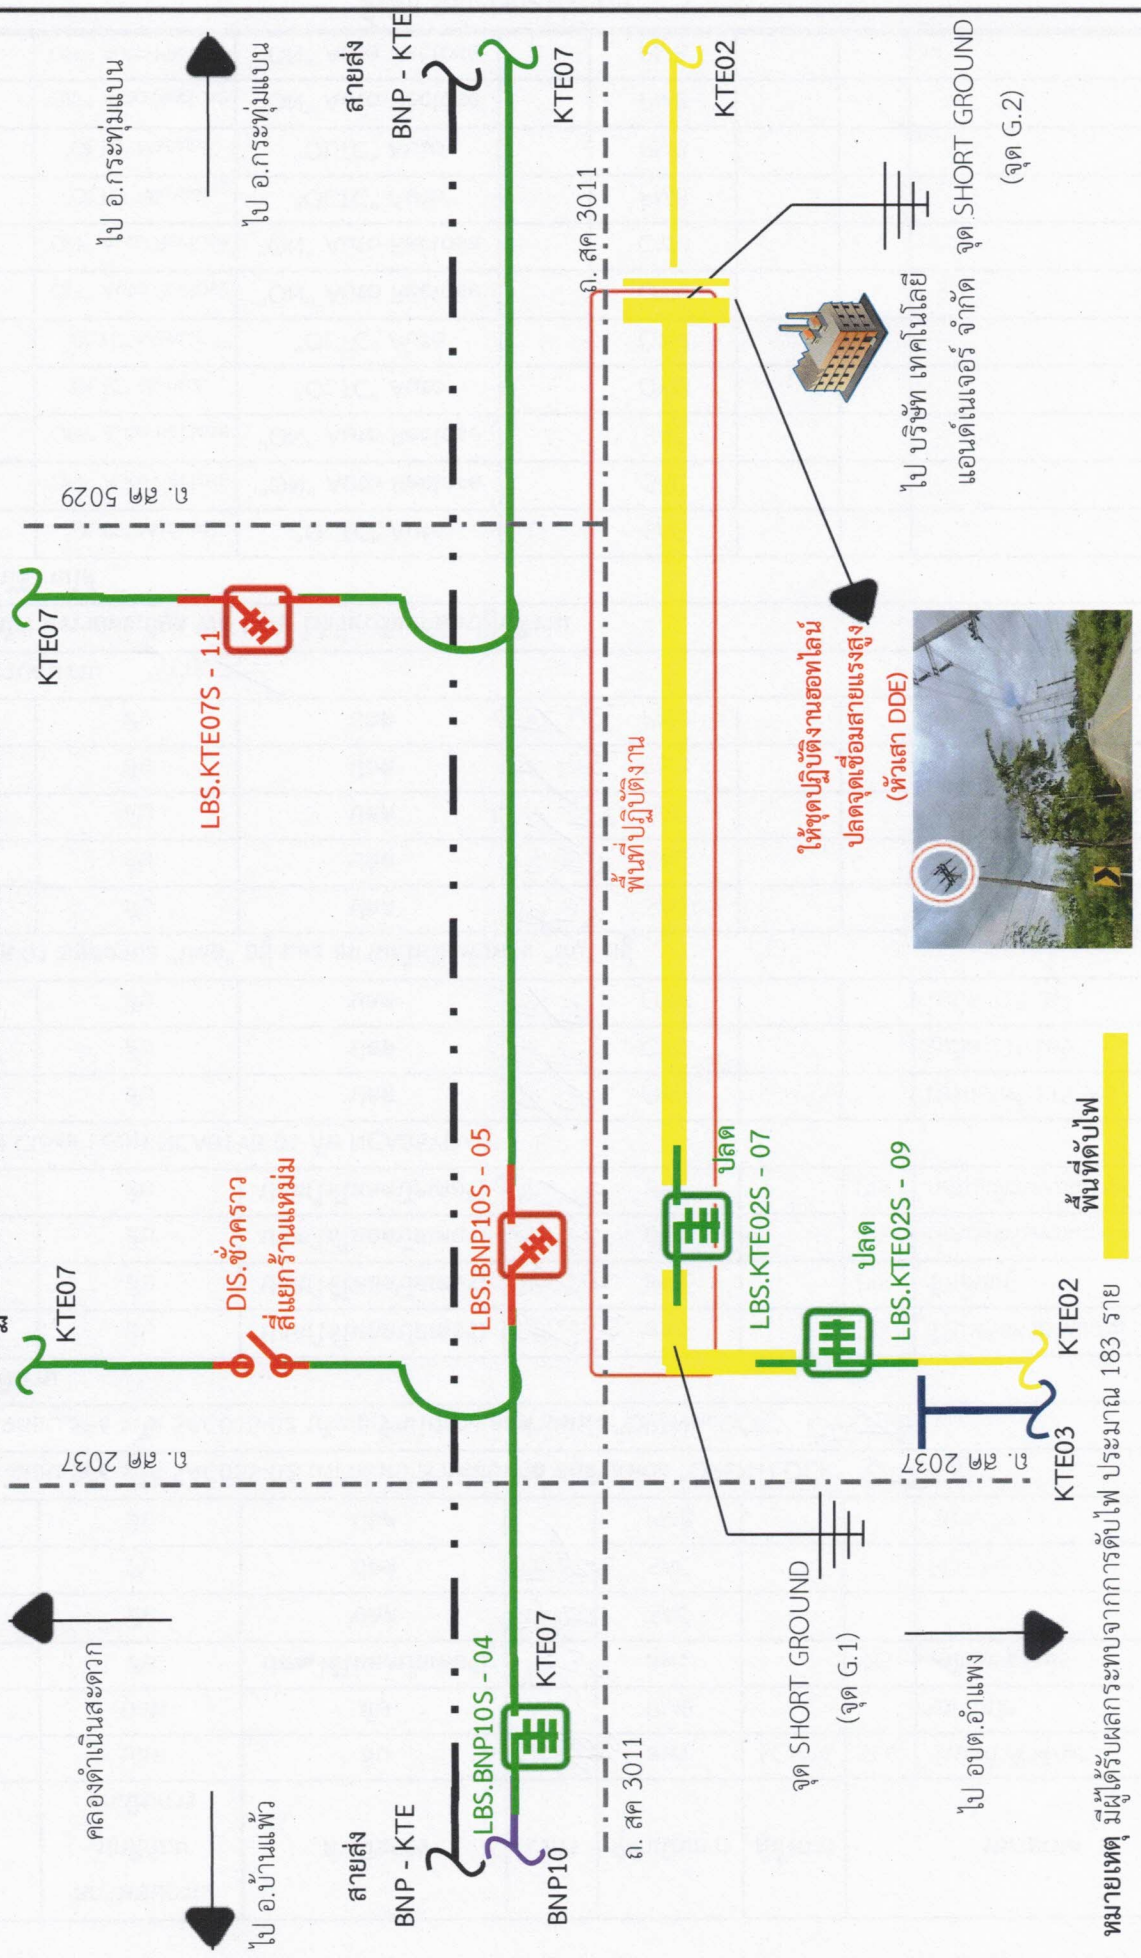 คลองดำเนินสะดวก
ไป อ.บ้านแพ้ว
ถ. สค 2037
KTE07
DIS.ชั่วคราว
สี่แยกร้านแหม่ม
KTE07
LBS.KTE07S - 11
ถ. สค 5029
ไป อ.กระทุ่มแบน
ไป อ.กระทุ่มแบน
สายส่ง
BNP - KTE
สายส่ง
BNP - KTE
LBS.BNP10S - 04
KTE07
BNP10
LBS.BNP10S - 05
KTE07
ถ. สค 3011
ถ. สค 3011
พื้นที่ปฏิบัติงาน
KTE02
ปลด
LBS.KTE02S - 07
ปลด
LBS.KTE02S - 09
จุด SHORT GROUND
(จุด G.1)
ถ. สค 2037
KTE03
KTE02
ไป อบต.อำแพง
ให้ชุดปฏิบัติงานฮอทไลน์
ปลดจุดเชื่อมสายแรงสูง
(หัวเสา DDE)
ไป บริษัท เทคโนโลยี
แอนด์เนเจอร์ จำกัด
จุด SHORT GROUND
(จุด G.2)
พื้นที่ดับไฟ
หมายเหตุ มีผู้ได้รับผลกระทบจากการดับไฟ ประมาณ 183 ราย